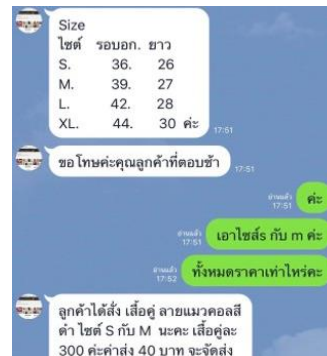 Size
ไซต์ รอบอก. ยาว
S. 36. 26
M. 39. 27
L. 42. 28
XL. 44. 30 ค่ะ
17:51
ขอโทษค่ะคุณลูกค้าที่ตอบช้า
17:51
อ่านแล้ว
17:51
ค่ะ
อ่านแล้ว
17:51
เอาไซส์s กับ m ค่ะ
อ่านแล้ว
17:52
ทั้งหมดราคาเท่าไหร่คะ
ลูกค้าได้สั่ง เสื้อคู่ ลายแมวคอลสี
ดำ ไซต์ S กับ M นะคะ เสื้อคู่ละ
300 ค่ะค่าส่ง 40 บาท จะจัดส่ง